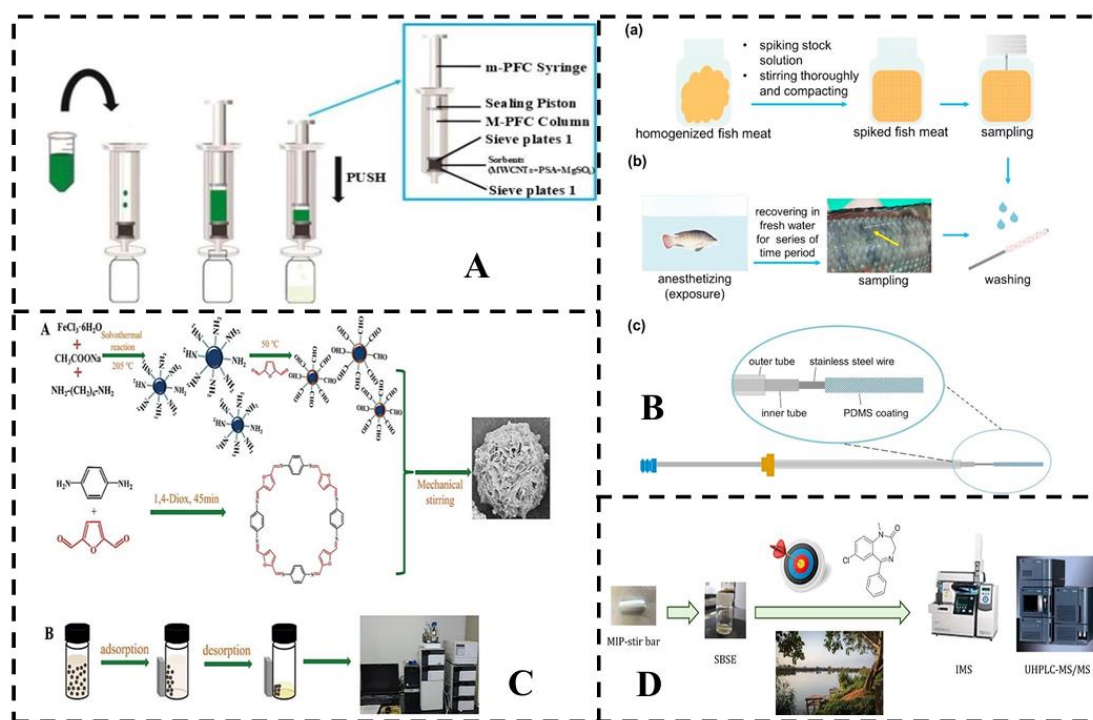 m-PFC Syringe
Sealing Piston
M-PFC Column
Sieve plates 1
Sorbents
(MWCNTs+PSA+MgSO₄)
Sieve plates 1
PUSH
A
(a)
• spiking stock
solution
• stirring thoroughly
and compacting
homogenized fish meat
spiked fish meat
sampling
(b)
recovering in
fresh water
for series of
time period
anesthetizing
(exposure)
sampling
washing
(c)
outer tube
stainless steel wire
inner tube
PDMS coating
B
A
FeCl₃·6H₂O
+
CH₃COONa
+
NH₂-(CH₂)₆-NH₂
Solvothermal
reaction
205 °C
50 °C
H₂N
NH₂
+
1,4-Diox, 45min
Mechanical
stirring
B
adsorption
desorption
C
MIP-stir bar
SBSE
IMS
UHPLC-MS/MS
D